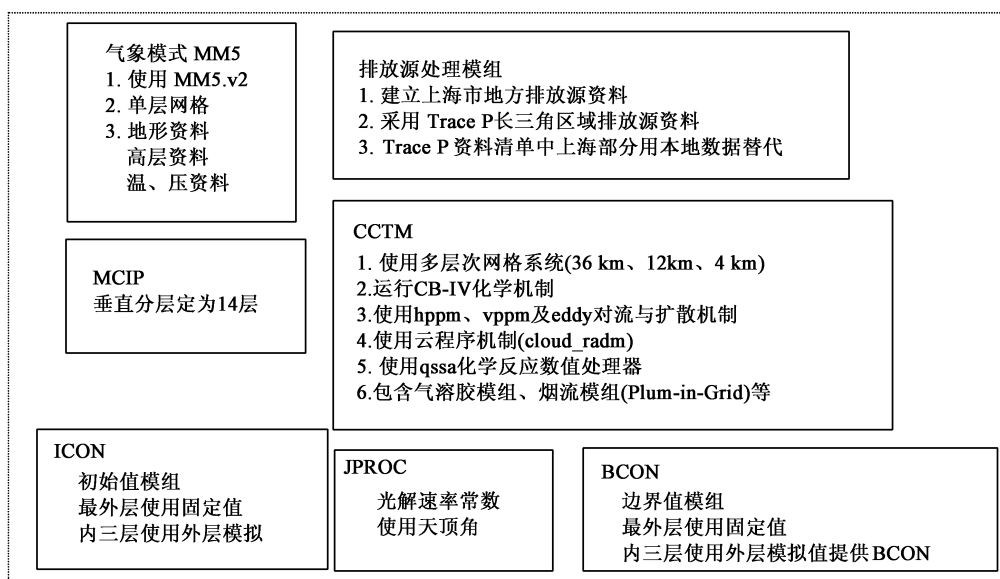 气象模式 MM5
1. 使用 MM5.v2
2. 单层网格
3. 地形资料
高层资料
温、压资料
排放源处理模组
1. 建立上海市地方排放源资料
2. 采用 Trace P长三角区域排放源资料
3. Trace P 资料清单中上海部分用本地数据替代
MCIP
垂直分层定为14层
CCTM
1. 使用多层次网格系统(36 km、12km、4 km)
2.运行CB-IV化学机制
3.使用hppm、vppm及eddy对流与扩散机制
4.使用云程序机制(cloud_radm)
5. 使用qssa化学反应数值处理器
6.包含气溶胶模组、烟流模组(Plum-in-Grid)等
ICON
初始值模组
最外层使用固定值
内三层使用外层模拟
JPROC
光解速率常数
使用天顶角
BCON
边界值模组
最外层使用固定值
内三层使用外层模拟值提供BCON